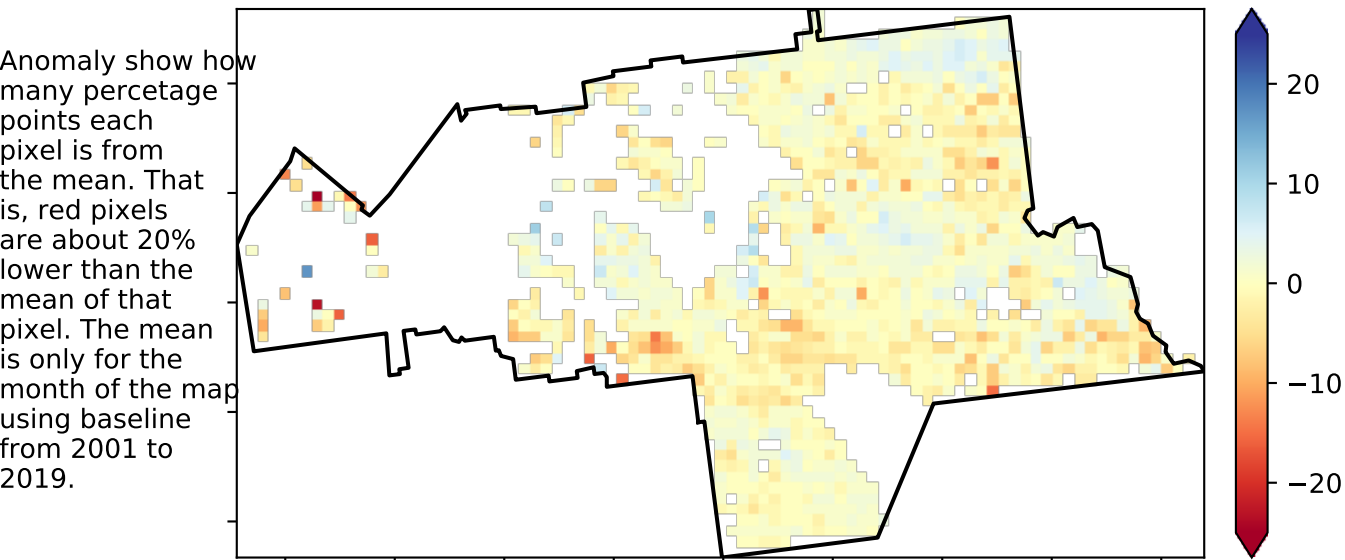 Anomaly show how
many percetage
points each
pixel is from
the mean. That
is, red pixels
are about 20%
lower than the
mean of that
pixel. The mean
is only for the
month of the map
using baseline
from 2001 to
2019.
20
10
0
−10
−20